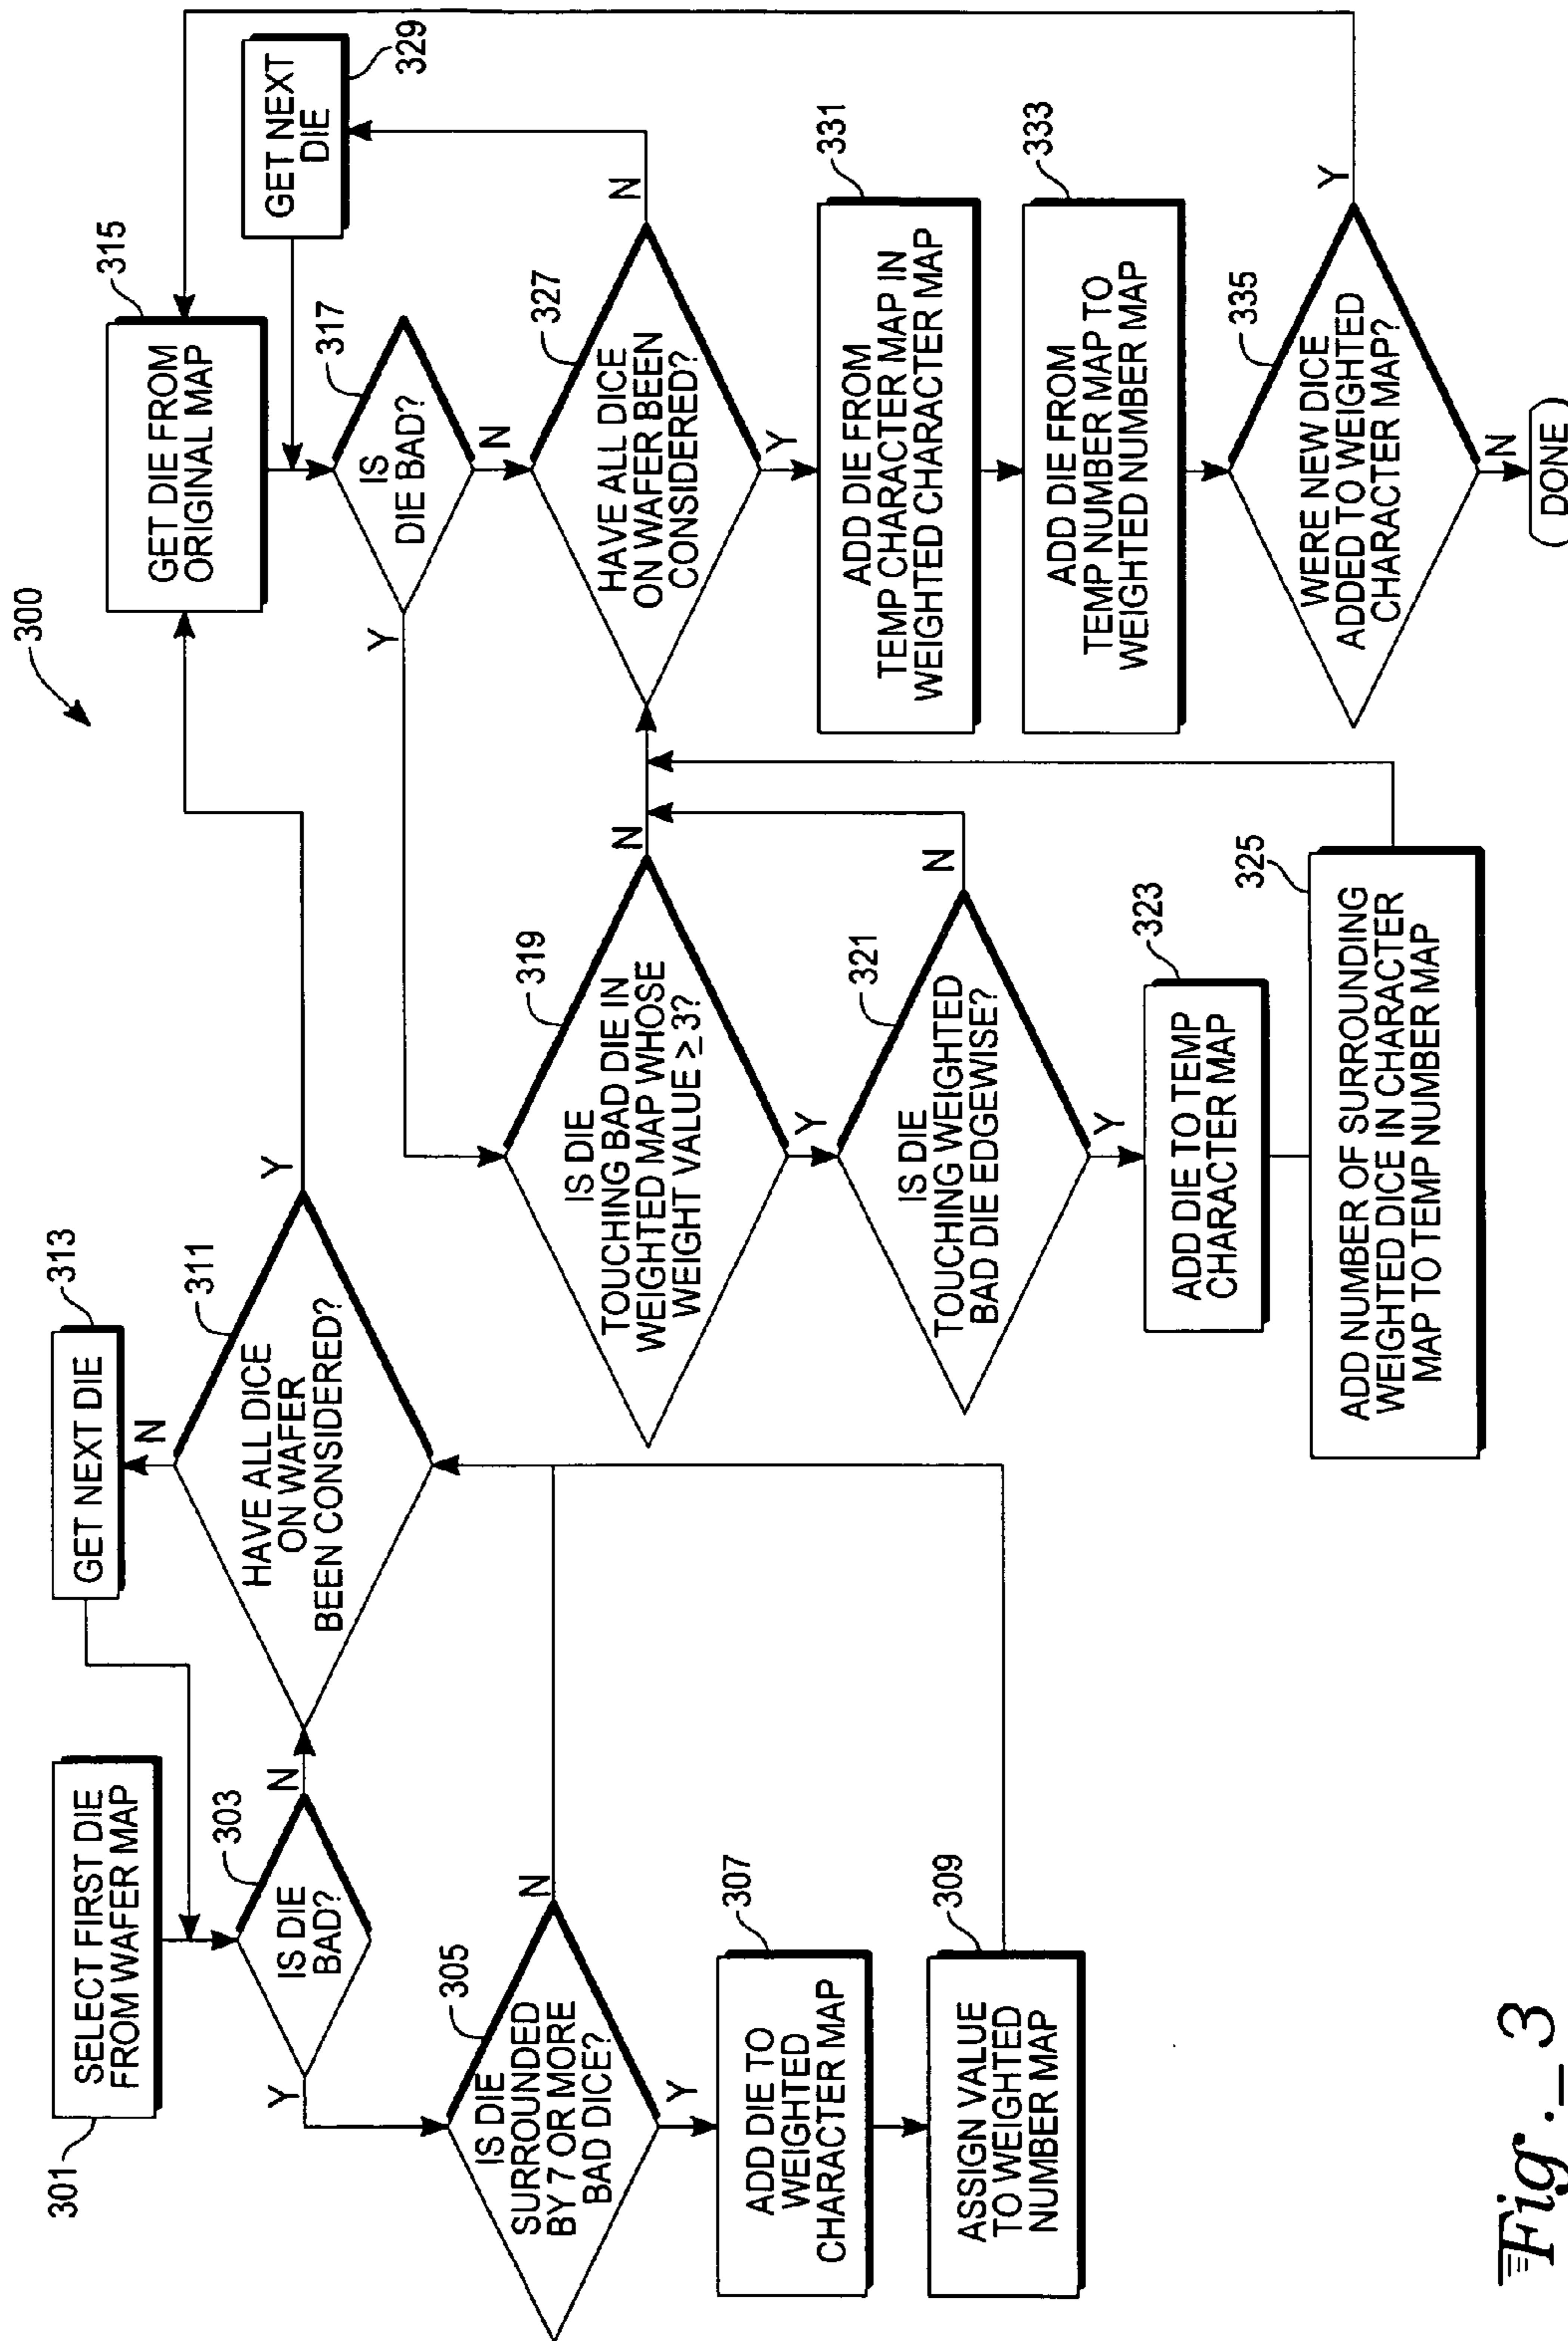 300
301
SELECT FIRST DIE
FROM WAFER MAP
303
IS DIE
BAD?
Y
N
305
IS DIE
SURROUNDED
BY 7 OR MORE
BAD DICE?
N
Y
307
ADD DIE TO
WEIGHTED
CHARACTER MAP
309
ASSIGN VALUE
TO WEIGHTED
NUMBER MAP
313
GET NEXT DIE
N
311
HAVE ALL DICE
ON WAFER
BEEN CONSIDERED?
Y
315
GET DIE FROM
ORIGINAL MAP
317
IS
DIE BAD?
Y
N
319
IS DIE
TOUCHING BAD DIE IN
WEIGHTED MAP WHOSE
WEIGHT VALUE ≥ 3?
N
Y
321
IS DIE
TOUCHING WEIGHTED
BAD DIE EDGEWISE?
N
Y
323
ADD DIE TO TEMP
CHARACTER MAP
325
ADD NUMBER OF SURROUNDING
WEIGHTED DICE IN CHARACTER
MAP TO TEMP NUMBER MAP
327
HAVE ALL DICE
ON WAFER BEEN
CONSIDERED?
N
Y
329
GET NEXT
DIE
331
ADD DIE FROM
TEMP CHARACTER MAP IN
WEIGHTED CHARACTER MAP
333
ADD DIE FROM
TEMP NUMBER MAP TO
WEIGHTED NUMBER MAP
335
WERE NEW DICE
ADDED TO WEIGHTED
CHARACTER MAP?
Y
N
DONE
Fig._3